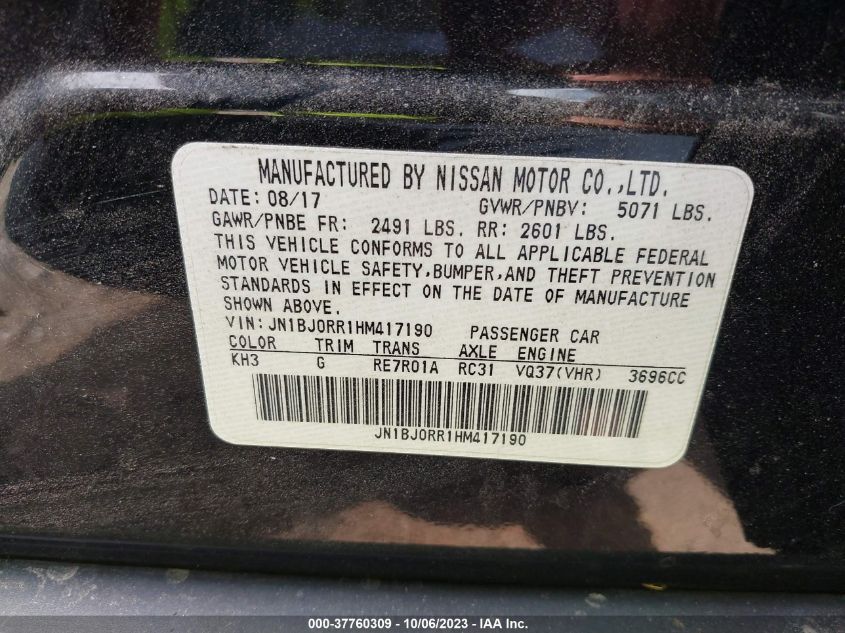 MANUFACTURED BY NISSAN MOTOR CO.,LTD.
DATE: 08/17 GVWR/PNBV: 5071 LBS.
GAWR/PNBE FR: 2491 LBS. RR: 2601 LBS.
THIS VEHICLE CONFORMS TO ALL APPLICABLE FEDERAL
MOTOR VEHICLE SAFETY,BUMPER,AND THEFT PREVENTION
STANDARDS IN EFFECT ON THE DATE OF MANUFACTURE
SHOWN ABOVE.
VIN:JN1BJ0RR1HM417190 PASSENGER CAR
COLOR TRIM TRANS AXLE ENGINE
KH3 G RE7R01A RC31 VQ37(VHR) 3696CC
JN1BJ0RR1HM417190
000-37760309 - 10/06/2023 - IAA Inc.